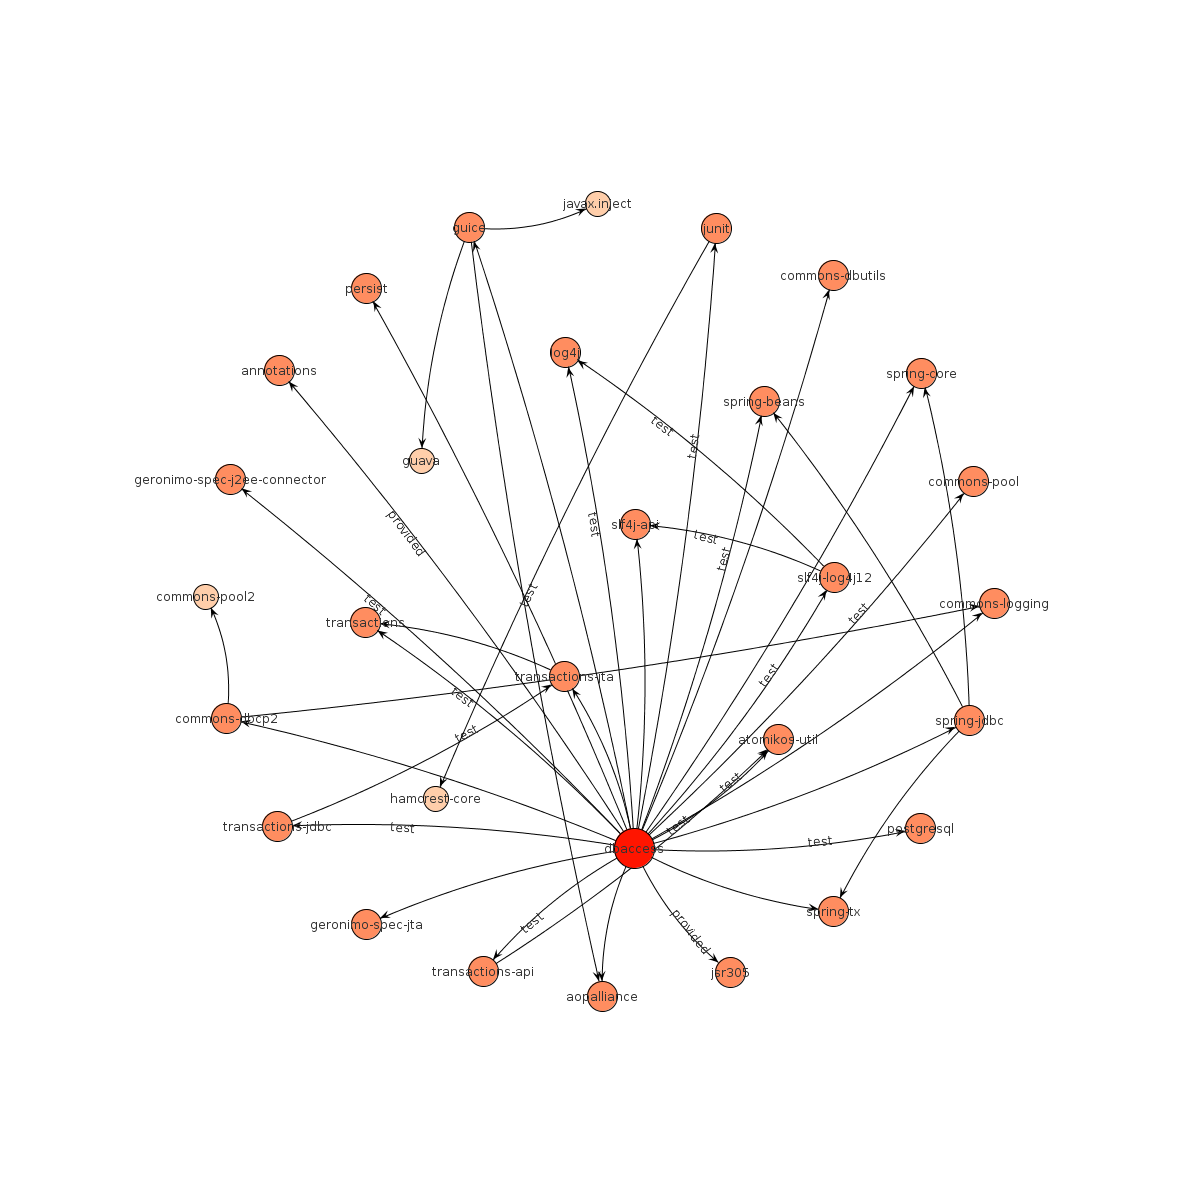 javax.inject
guice
junit
commons-dbutils
persist
log4j
annotations
spring-core
spring-beans
test
test
guava
geronimo-spec-j2ee-connector
commons-pool
test
slf4j-api
provided
test
test
slf4j-log4j12
test
commons-pool2
test
commons-logging
test
transactions
test
transactions-jta
test
commons-dbcp2
spring-jdbc
test
atomikos-util
test
hamcrest-core
test
transactions-jdbc
test
postgresql
test
dbaccess
spring-tx
test
provided
geronimo-spec-jta
transactions-api
jsr305
aopalliance